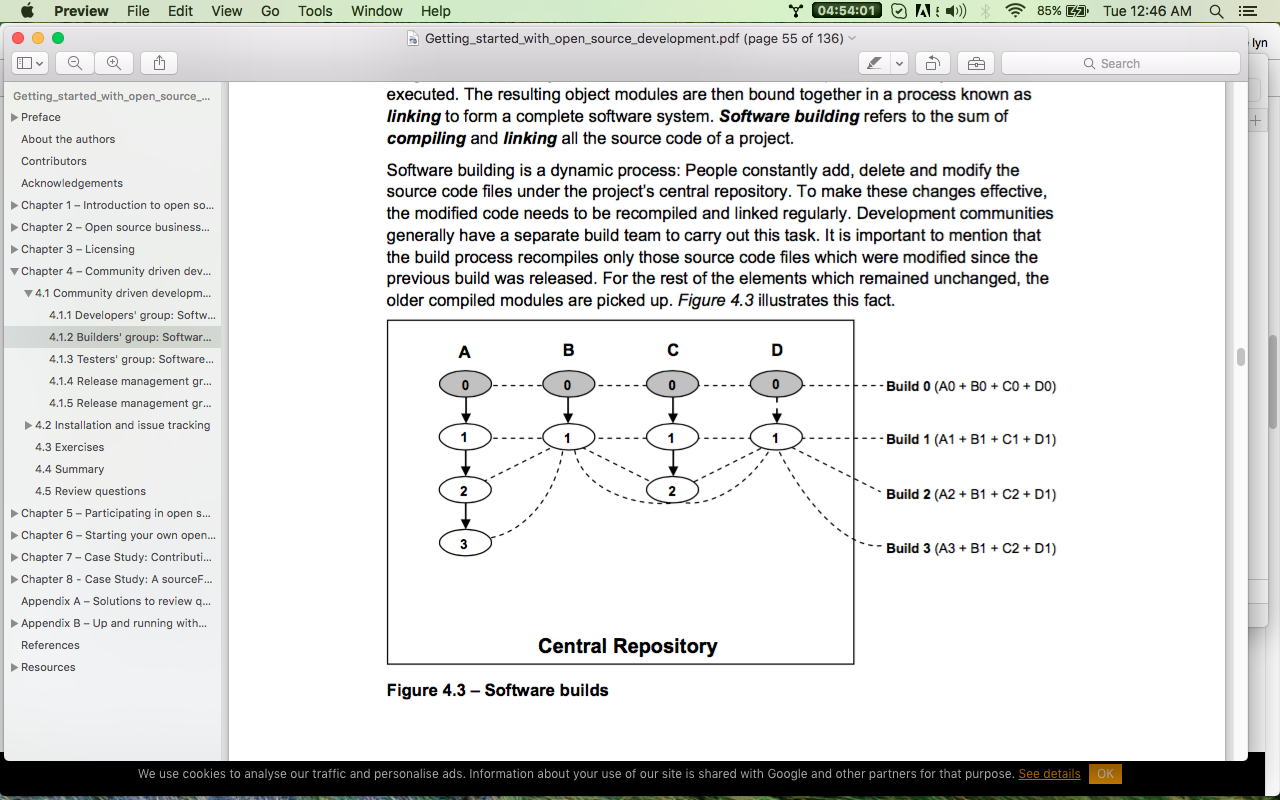 Preview File Edit View Go Tools Window Help 04:54:01 85% Tue 12:46 AM
Getting_started_with_open_source_development.pdf (page 55 of 136)
lyn
Search
Getting_started_with_open_source_...
Preface
About the authors
Contributors
Acknowledgements
Chapter 1 – Introduction to open so...
Chapter 2 – Open source business...
Chapter 3 – Licensing
Chapter 4 – Community driven dev...
4.1 Community driven developm...
4.1.1 Developers' group: Softw...
4.1.2 Builders' group: Softwar...
4.1.3 Testers' group: Software...
4.1.4 Release management gr...
4.1.5 Release management gr...
4.2 Installation and issue tracking
4.3 Exercises
4.4 Summary
4.5 Review questions
Chapter 5 – Participating in open s...
Chapter 6 – Starting your own open...
Chapter 7 – Case Study: Contributi...
Chapter 8 - Case Study: A sourceF...
Appendix A – Solutions to review q...
Appendix B – Up and running with...
References
Resources
executed. The resulting object modules are then bound together in a process known as
linking to form a complete software system. Software building refers to the sum of
compiling and linking all the source code of a project.
Software building is a dynamic process: People constantly add, delete and modify the
source code files under the project's central repository. To make these changes effective,
the modified code needs to be recompiled and linked regularly. Development communities
generally have a separate build team to carry out this task. It is important to mention that
the build process recompiles only those source code files which were modified since the
previous build was released. For the rest of the elements which remained unchanged, the
older compiled modules are picked up. Figure 4.3 illustrates this fact.
A B C D
0 0 0 0 Build 0 (A0 + B0 + C0 + D0)
1 1 1 1 Build 1 (A1 + B1 + C1 + D1)
2 2 Build 2 (A2 + B1 + C2 + D1)
3 Build 3 (A3 + B1 + C2 + D1)
Central Repository
Figure 4.3 – Software builds
We use cookies to analyse our traffic and personalise ads. Information about your use of our site is shared with Google and other partners for that purpose. See details OK